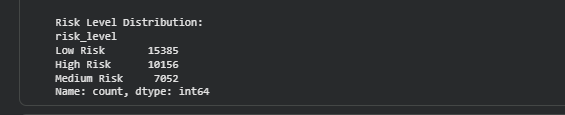 Risk Level Distribution:
risk_level
Low Risk       15385
High Risk      10156
Medium Risk     7052
Name: count, dtype: int64